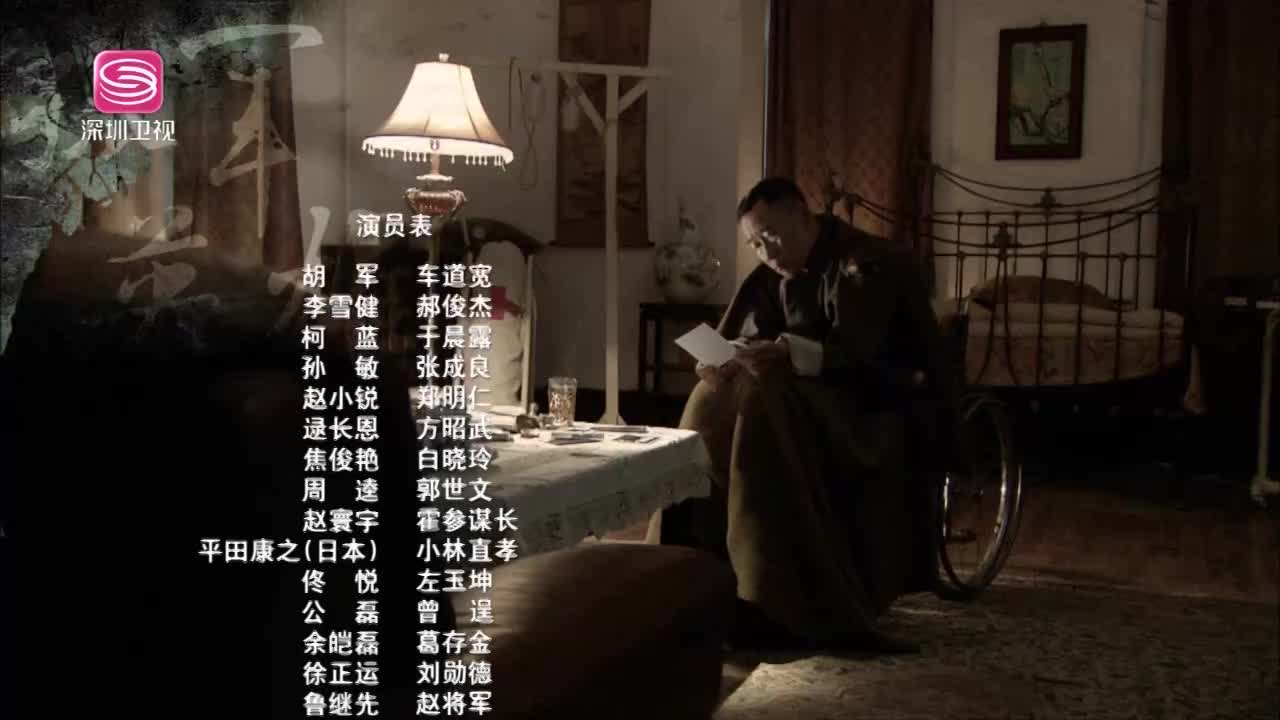 深圳卫视
演员表
胡 军 车道宽
李雪健 郝俊杰
柯 蓝 于晨露
孙 敏 张成良
赵小锐 郑明仁
逯长恩 方昭武
焦俊艳 白晓玲
周 逵 郭世文
赵寰宇 霍参谋长
平田康之(日本) 小林直孝
佟 悦 左玉坤
公 磊 曾 逞
余皑磊 葛存金
徐正运 刘勋德
鲁继先 赵将军